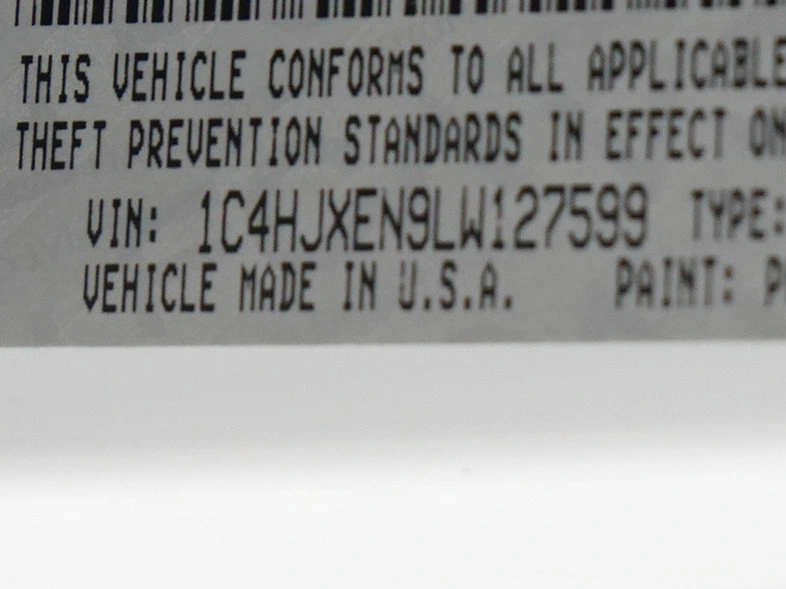 THIS VEHICLE CONFORMS TO ALL APPLICABLE
THEFT PREVENTION STANDARDS IN EFFECT ON
VIN: 1C4HJXEN9LW127599 TYPE:
VEHICLE MADE IN U.S.A. PAINT: P